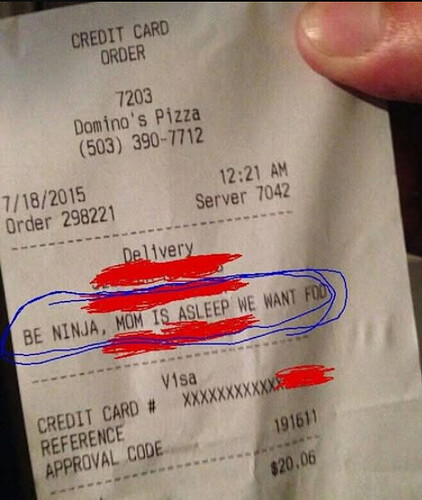 CREDIT CARD
ORDER
7203
Domino's Pizza
(503) 390-7712
7/18/2015 12:21 AM
Order 298221 Server 7042
Delivery
BE NINJA, MOM IS ASLEEP WE WANT FOO
Visa
CREDIT CARD # XXXXXXXXXXXX
REFERENCE
APPROVAL CODE 191611
$20.06